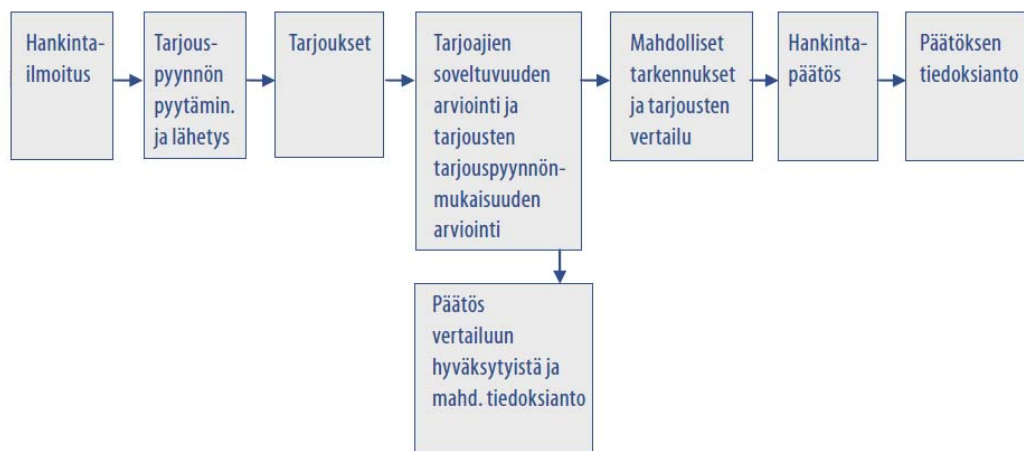 Hankinta-
ilmoitus
Tarjous-
pyynnön
pyytämin.
ja lähetys
Tarjoukset
Tarjoajien
soveltuvuuden
arviointi ja
tarjousten
tarjouspyynnön-
mukaisuuden
arviointi
Mahdolliset
tarkennukset
ja tarjousten
vertailu
Hankinta-
päätös
Päätöksen
tiedoksianto
Päätös
vertailuun
hyväksytyistä ja
mahd. tiedoksianto